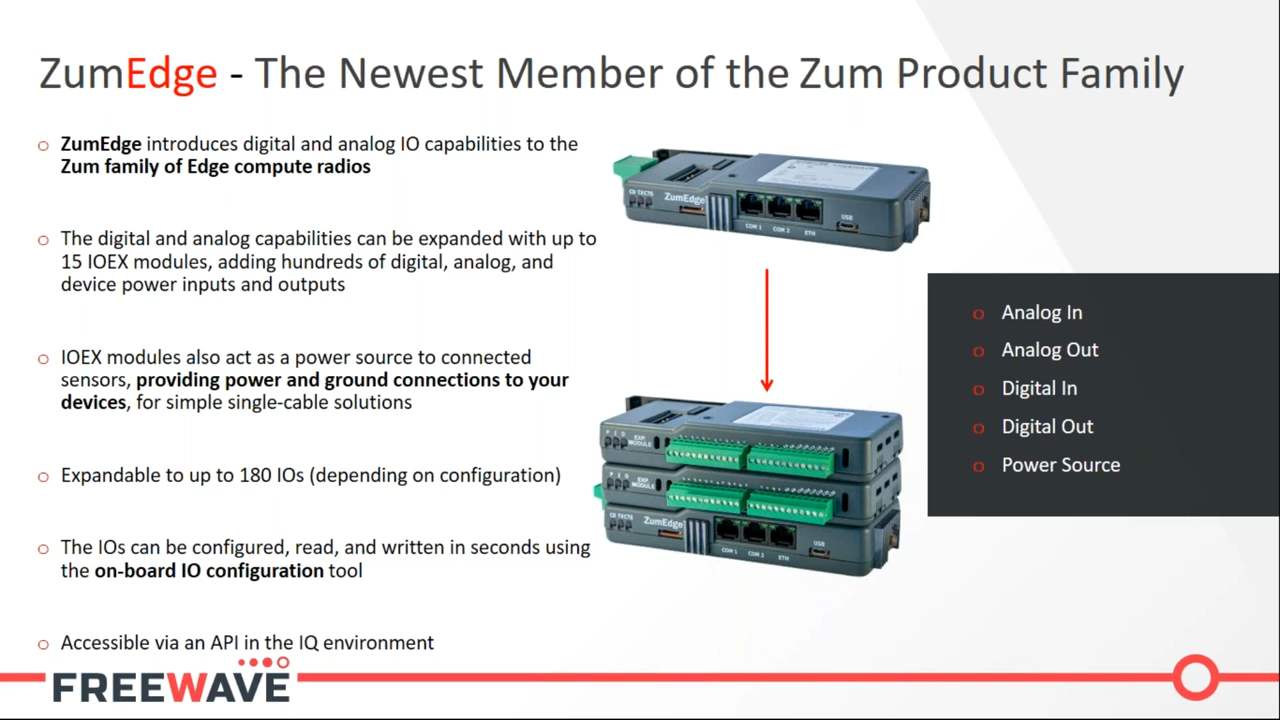 ZumEdge - The Newest Member of the Zum Product Family
ZumEdge introduces digital and analog IO capabilities to the
Zum family of Edge compute radios
The digital and analog capabilities can be expanded with up to
15 IOEX modules, adding hundreds of digital, analog, and
device power inputs and outputs
IOEX modules also act as a power source to connected
sensors, providing power and ground connections to your
devices, for simple single-cable solutions
Expandable to up to 180 IOs (depending on configuration)
The IOs can be configured, read, and written in seconds using
the on-board IO configuration tool
Accessible via an API in the IQ environment
CD TX CTS
ZumEdge
COM 1 COM 2 ETH
USB
EXP. MODULE
EXP. MODULE
CD TX CTS
ZumEdge
COM 1 COM 2 ETH
USB
Analog In
Analog Out
Digital In
Digital Out
Power Source
FREEWAVE